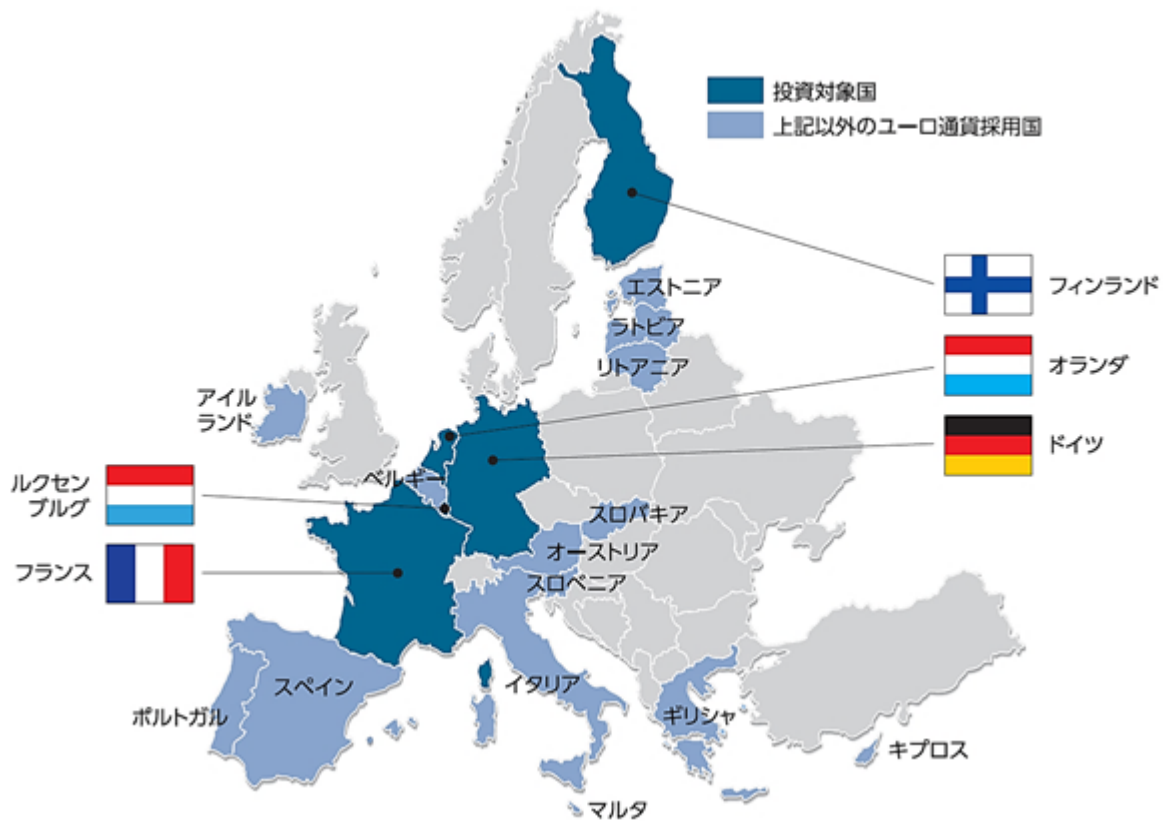 投資対象国
上記以外のユーロ通貨採用国
フィンランド
エストニア
ラトビア
リトアニア
オランダ
アイル
ランド
ドイツ
ベルギー
ルクセン
ブルグ
スロバキア
オーストリア
フランス
スロベニア
スペイン
イタリア
ポルトガル
ギリシャ
キプロス
マルタ